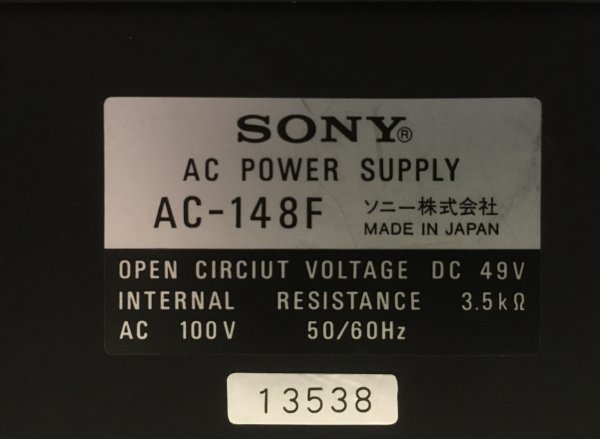 SONY®
AC POWER SUPPLY
AC-148F ソニー株式会社
MADE IN JAPAN
OPEN CIRCIUT VOLTAGE DC 49V
INTERNAL RESISTANCE 3.5kΩ
AC 100V 50/60Hz
13538